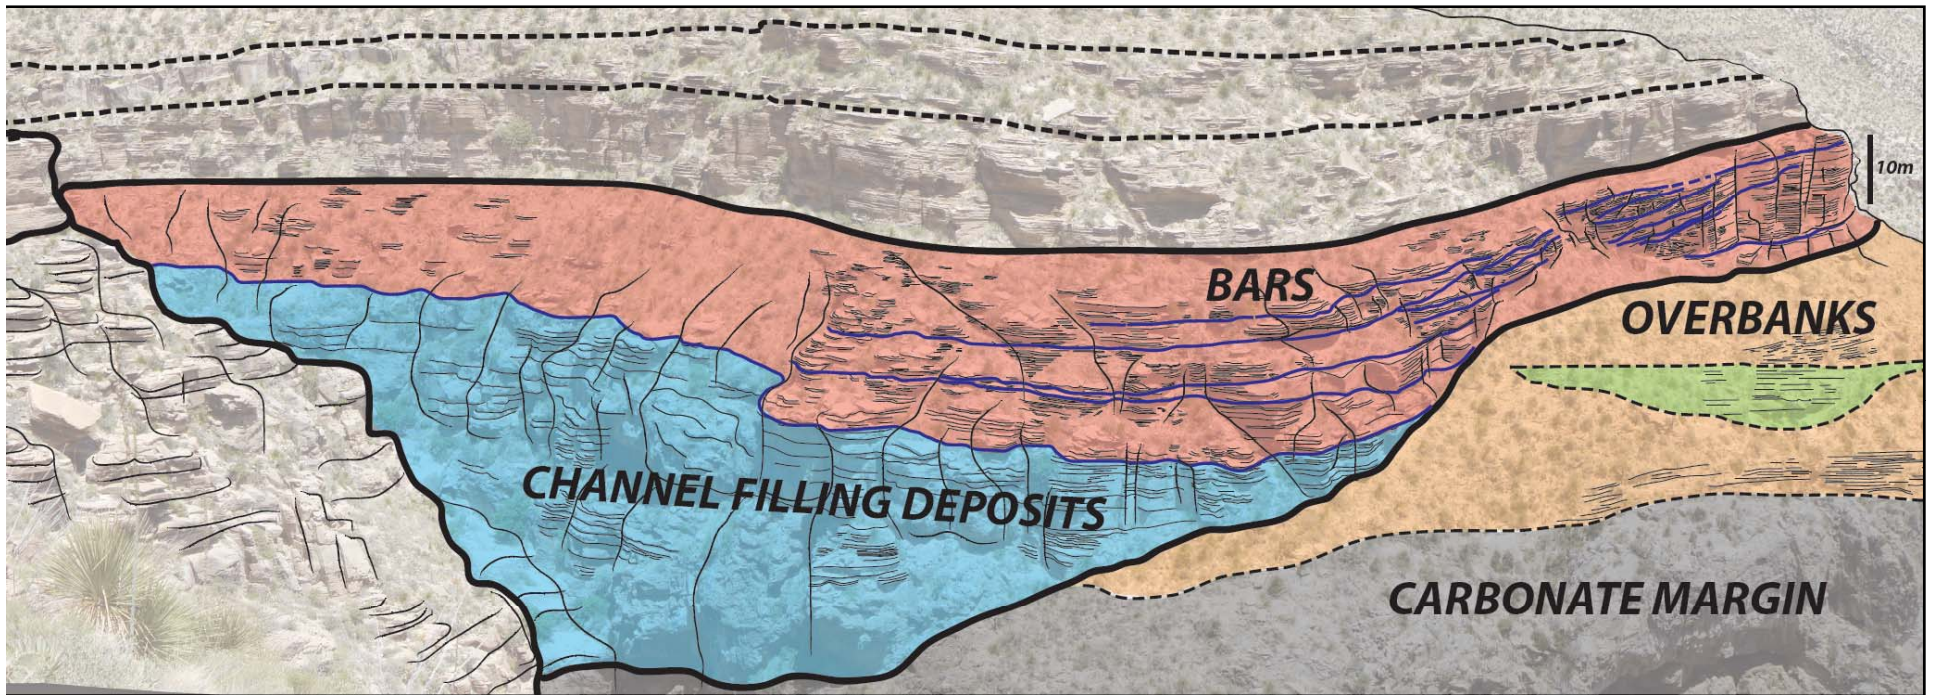 10m
BARS
OVERBANKS
CHANNEL FILLING DEPOSITS
CARBONATE MARGIN